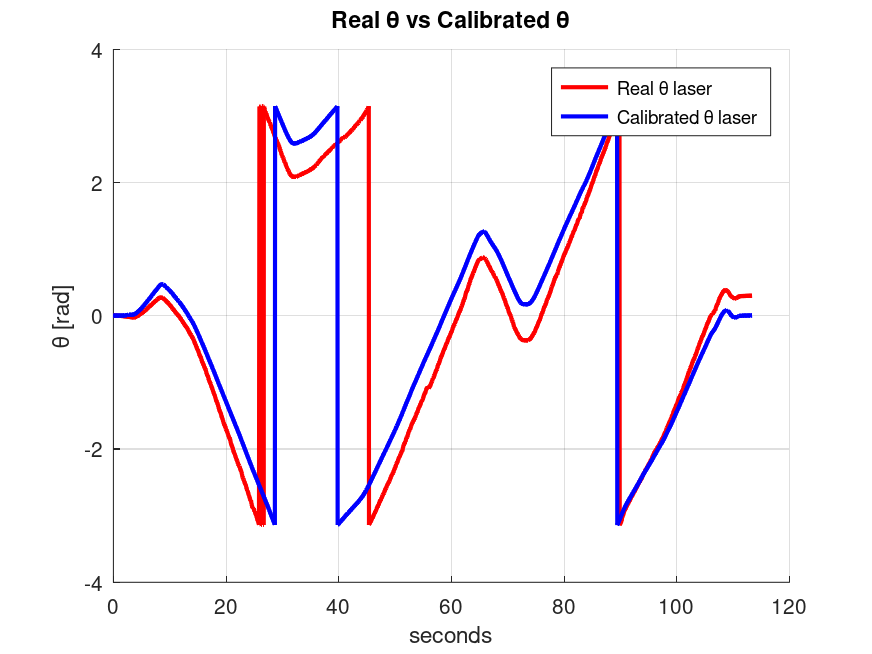 Real θ vs Calibrated θ
Real θ laser
Calibrated θ laser
4
2
0
-2
-4
θ [rad]
0 20 40 60 80 100 120
seconds